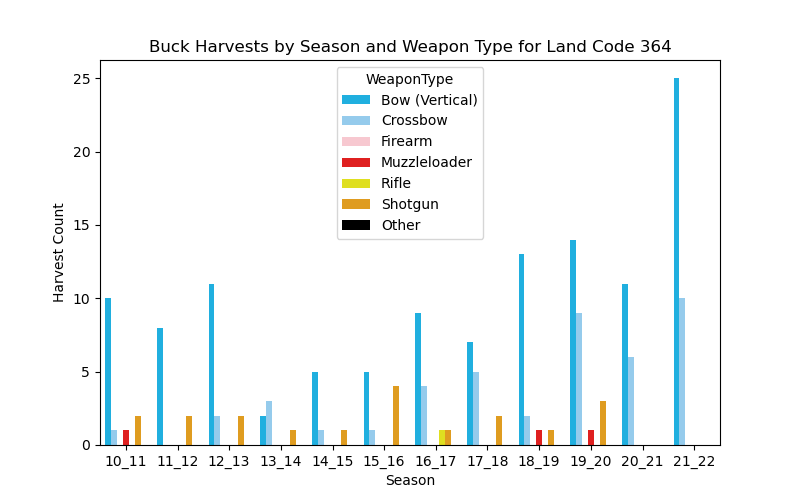 Buck Harvests by Season and Weapon Type for Land Code 364
WeaponType
Bow (Vertical)
Crossbow
Firearm
Muzzleloader
Rifle
Shotgun
Other
Harvest Count
25
20
15
10
5
0
10_11 11_12 12_13 13_14 14_15 15_16 16_17 17_18 18_19 19_20 20_21 21_22
Season